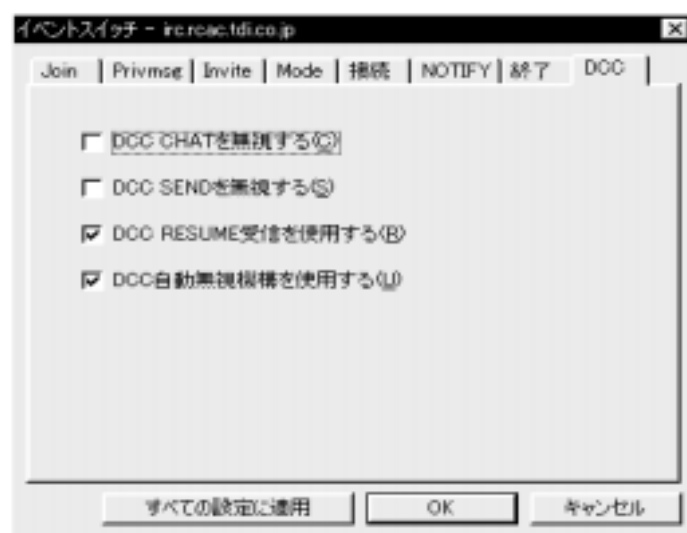 イベントスイッチ - irc.rcac.tdi.co.jp
Join Privmsg Invite Mode 接続 NOTIFY 終了 DCC
DCC CHATを無視する(C)
DCC SENDを無視する(S)
DCC RESUME受信を使用する(R)
DCC自動無視機構を使用する(U)
すべての設定に適用 OK キャンセル